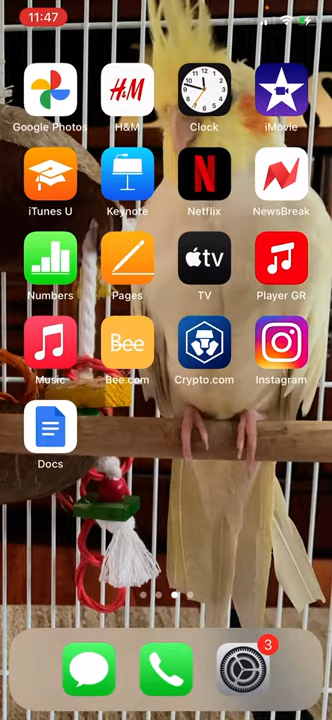 11:47
Google Photos H&M Clock iMovie
iTunes U Keynote Netflix NewsBreak
tv
Numbers Pages TV Player GR
Bee
Music Bee.com Crypto.com Instagram
Docs
3